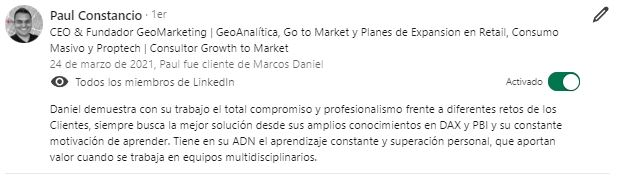 Paul Constancio · 1er
CEO & Fundador GeoMarketing | GeoAnalítica, Go to Market y Planes de Expansion en Retail, Consumo
Masivo y Proptech | Consultor Growth to Market
24 de marzo de 2021, Paul fue cliente de Marcos Daniel
Todos los miembros de LinkedIn Activado
Daniel demuestra con su trabajo el total compromiso y profesionalismo frente a diferentes retos de los
Clientes, siempre busca la mejor solución desde sus amplios conocimientos en DAX y PBI y su constante
motivación de aprender. Tiene en su ADN el aprendizaje constante y superación personal, que aportan
valor cuando se trabaja en equipos multidisciplinarios.